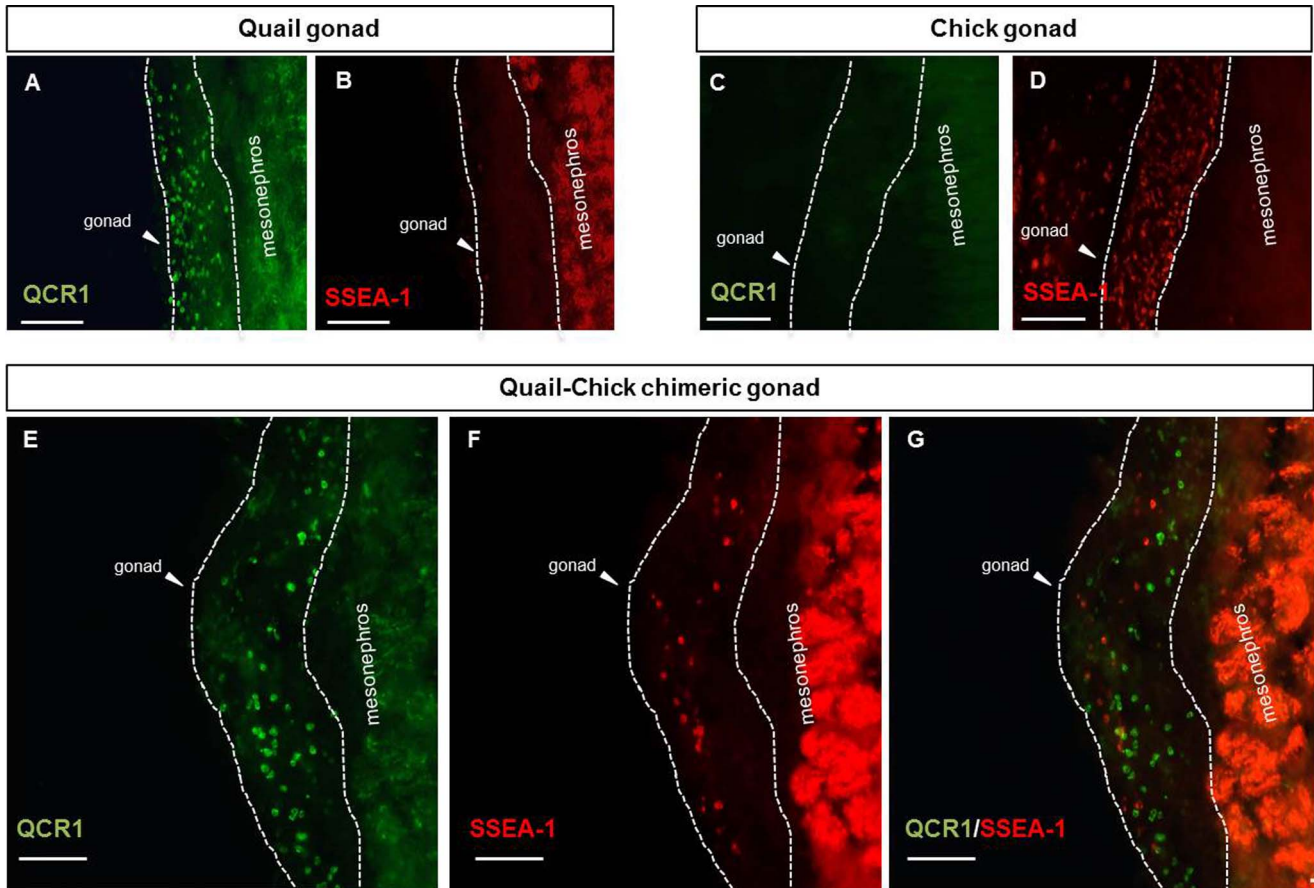 Quail gonad
Chick gonad
A
gonad
mesonephros
QCR1
B
gonad
mesonephros
SSEA-1
C
gonad
mesonephros
QCR1
D
gonad
mesonephros
SSEA-1
Quail-Chick chimeric gonad
E
gonad
mesonephros
QCR1
F
gonad
mesonephros
SSEA-1
G
gonad
mesonephros
QCR1/SSEA-1